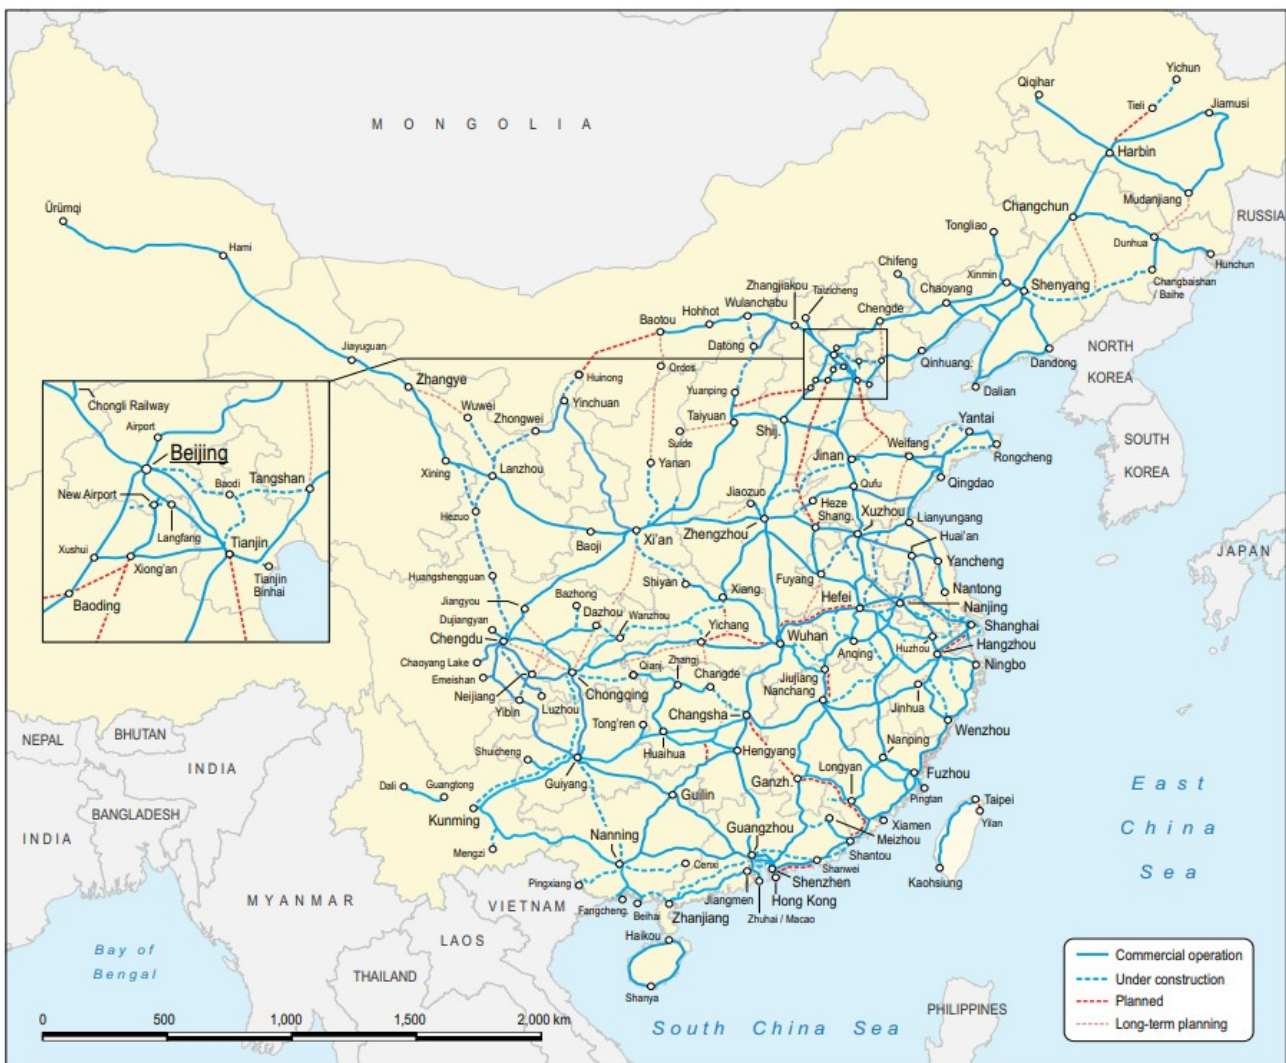 MONGOLIA
Yichun
Qiqihar
Tieli
Jiamusi
Harbin
Mudanjiang
Changchun
RUSSIA
Ürümqi
Hami
Tongliao
Dunhua
Hunchun
Chifeng
Xinmin
Shenyang
Changbaishan
/ Baihe
Zhangjiakou
Taizicheng
Chaoyang
Wulanchabu
Chengde
Hohhot
Baotou
Datong
Qinhuang.
Dandong
NORTH
KOREA
Dalian
Jiayuguan
Zhangye
Huinong
Ordos
Yuanping
Yinchuan
Wuwei
Zhongwei
Taiyuan
Shij.
Suide
Yantai
Weifang
Rongcheng
SOUTH
KOREA
Xining
Lanzhou
Yanan
Jinan
Qingdao
Jiaozuo
Qufu
Heze
Shang.
Xuzhou
Lianyungang
Hezuo
Baoji
Xi'an
Zhengzhou
Huai'an
Yancheng
JAPAN
Huangshengguan
Shiyan
Xiang.
Fuyang
Hefei
Nantong
Nanjing
Jiangyou
Bazhong
Dazhou
Wanzhou
Dujiangyan
Chengdu
Yichang
Wuhan
Anqing
Huzhou
Shanghai
Hangzhou
Ningbo
Chaoyang Lake
Emeishan
Neijiang
Yibin
Luzhou
Chongqing
Qianj.
Zhangj.
Changde
Jiujiang
Nanchang
Jinhua
Tong'ren
Changsha
Wenzhou
Shuicheng
Huaihua
Hengyang
Nanping
Guiyang
Ganzh.
Longyan
Fuzhou
Pingtan
Dali
Guangtong
Kunming
Guilin
Taipei
Yilan
Xiamen
Meizhou
Shantou
Mengzi
Nanning
Cenxi
Guangzhou
Shanwei
Kaohsiung
Pingxiang
Shenzhen
Hong Kong
Jiangmen
Zhuhai / Macao
Fangcheng.
Beihai
Zhanjiang
Haikou
Shanya
NEPAL
BHUTAN
INDIA
BANGLADESH
INDIA
MYANMAR
VIETNAM
LAOS
THAILAND
PHILIPPINES
Bay of
Bengal
East
China
Sea
South China Sea
Chongli Railway
Airport
Beijing
Baodi
Tangshan
New Airport
Langfang
Tianjin
Xushui
Xiong'an
Tianjin
Binhai
Baoding
0 500 1,000 1,500 2,000 km
Commercial operation
Under construction
Planned
Long-term planning